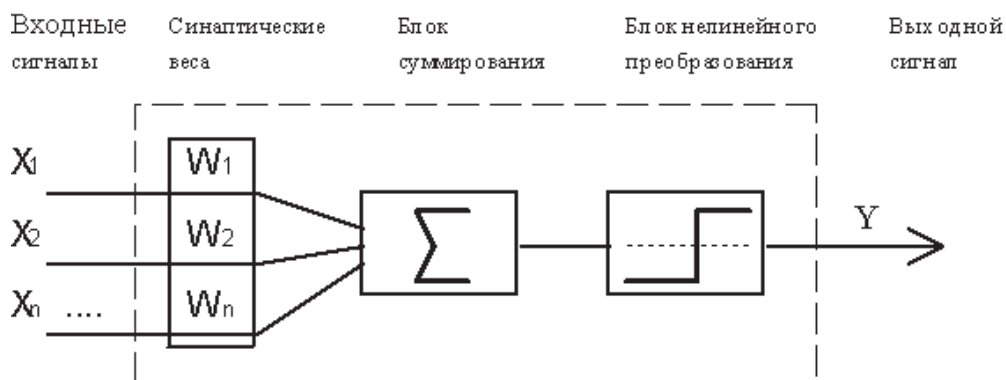 Входные Синаптические Блок Блок нелинейного Выходной
сигналы веса суммирования преобразования сигнал
X1 W1
X2 W2 Σ Y
Xn .... Wn